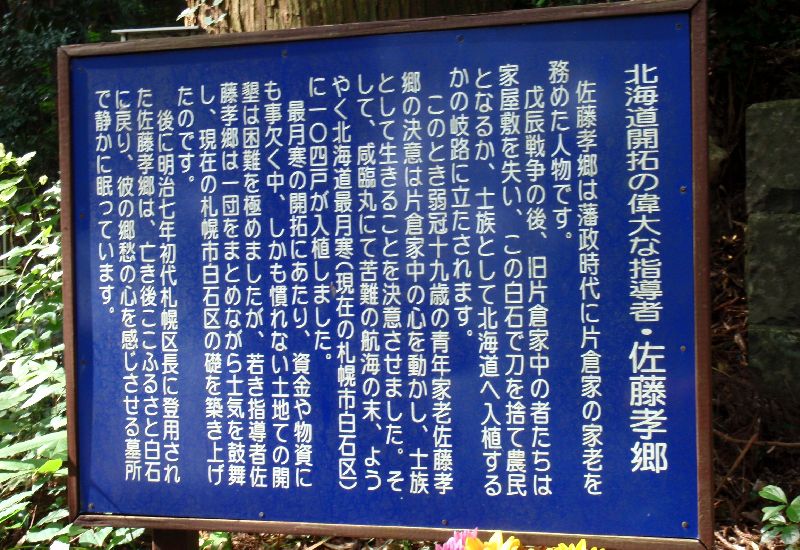 北海道開拓の偉大な指導者・佐藤孝郷
佐藤孝郷は藩政時代に片倉家の家老を
務めた人物です。
戊辰戦争の後、旧片倉家中の者たちは
家屋敷を失い、この白石で刀を捨て農民
となるか、士族として北海道へ入植する
かの岐路に立たされます。
このとき弱冠十九歳の青年家老佐藤孝
郷の決意は片倉家中の心を動かし、士族
として生きることを決意させました。そ
して、咸臨丸にて苦難の航海の末、よう
やく北海道最月寒(現在の札幌市白石区)
に一〇四戸が入植しました。
最月寒の開拓にあたり、資金や物資に
も事欠く中、しかも慣れない土地での開
墾は困難を極めましたが、若き指導者佐
藤孝郷は一団をまとめながら士気を鼓舞
し、現在の札幌市白石区の礎を築き上げ
たのです。
後に明治七年初代札幌区長に登用され
た佐藤孝郷は、亡き後ここふるさと白石
に戻り、彼の郷愁の心を感じさせる墓所
で静かに眠っています。